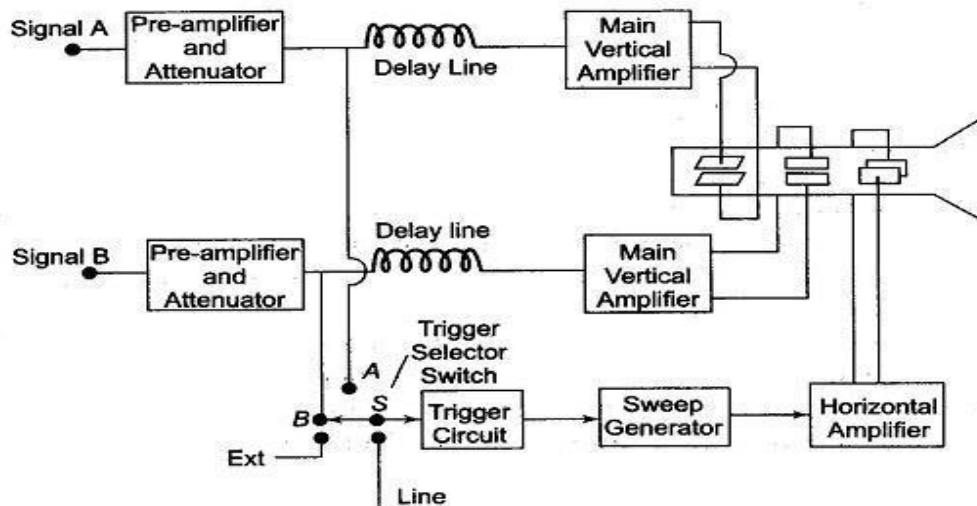 Signal A
Pre-amplifier
and
Attenuator
Delay Line
Main
Vertical
Amplifier
Signal B
Pre-amplifier
and
Attenuator
Delay line
Main
Vertical
Amplifier
Trigger
Selector
Switch
A
B
S
Trigger
Circuit
Sweep
Generator
Horizontal
Amplifier
Ext
Line